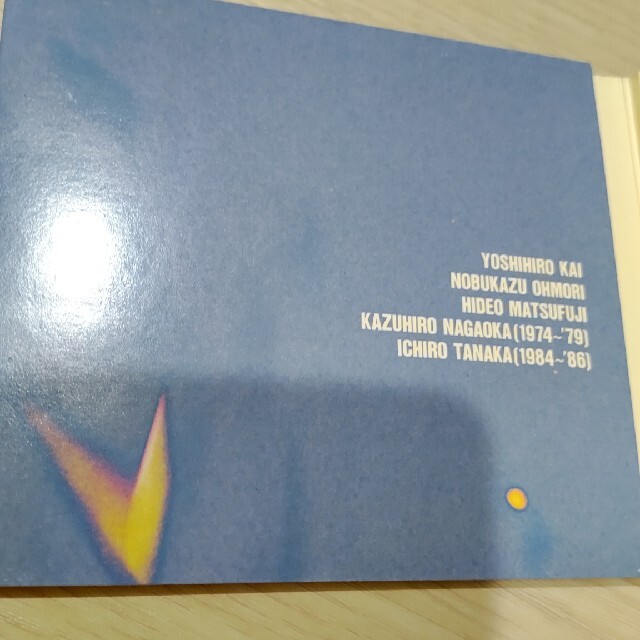 YOSHIHIRO KAI
NOBUKAZU OHMORI
HIDEO MATSUFUJI
KAZUHIRO NAGAOKA(1974~'79)
ICHIRO TANAKA(1984~'86)